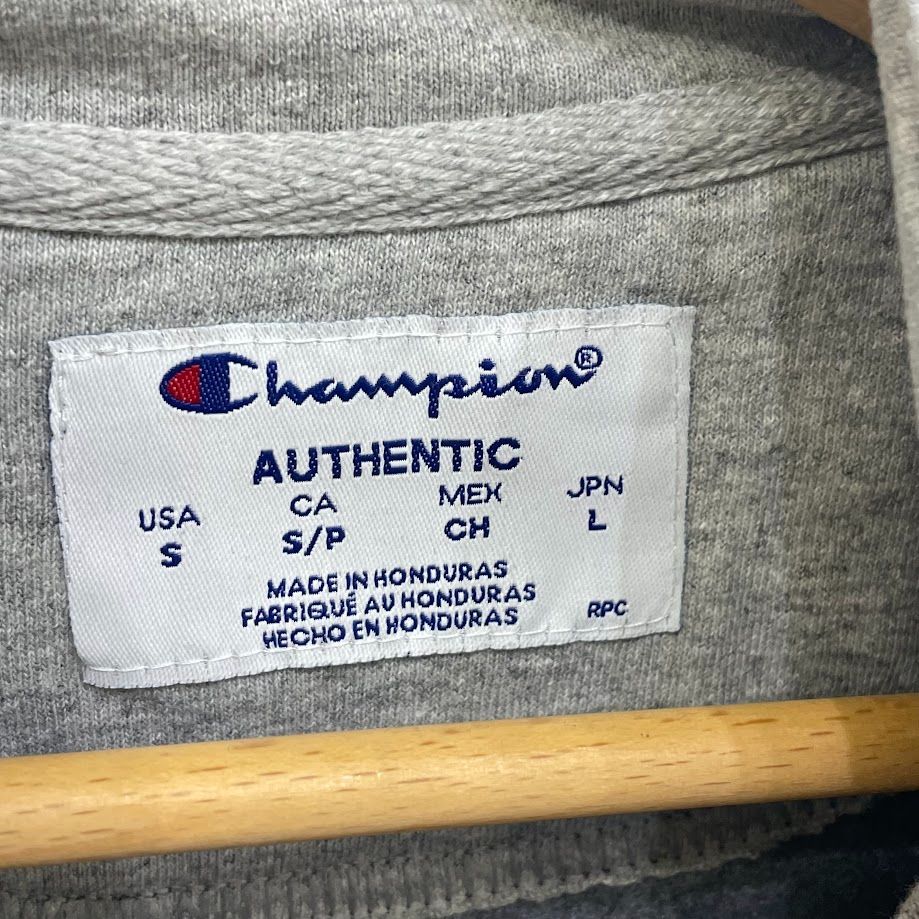 Champion®
AUTHENTIC
USA CA MEX JPN
S S/P CH L
MADE IN HONDURAS
FABRIQUÉ AU HONDURAS
HECHO EN HONDURAS RPC